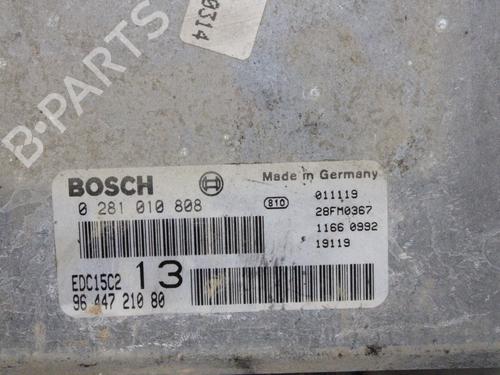 0314
B-PARTS
BOSCH
Made in Germany
0 281 010 808
810
011119
28FM0367
1166 0992
19119
EDC15C2 13
96 447 210 80